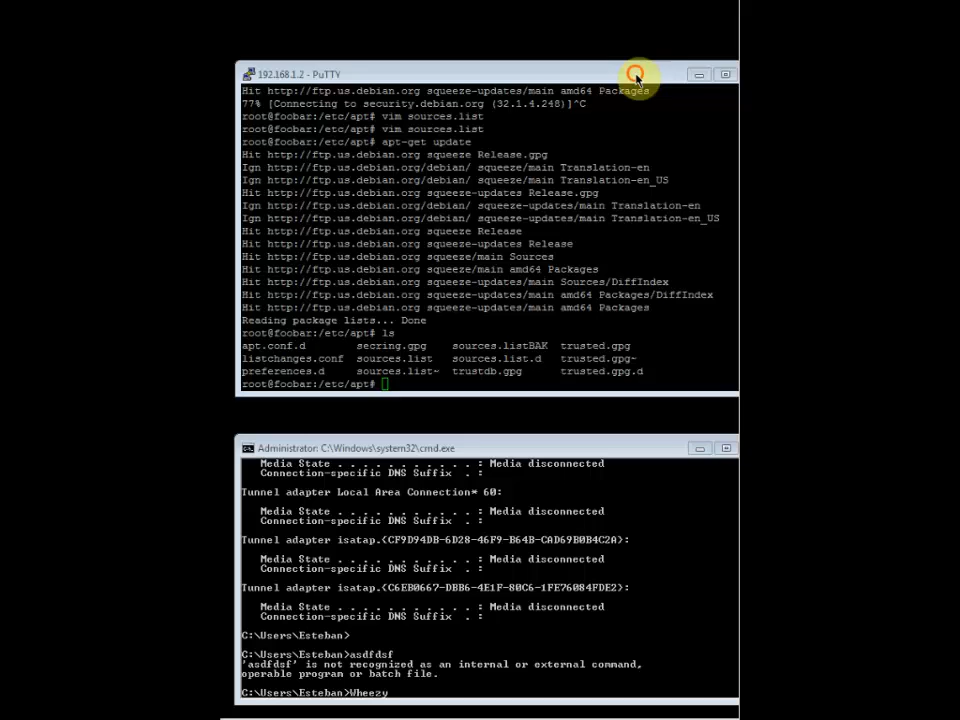 192.168.1.2 - PuTTY
Hit http://ftp.us.debian.org squeeze-updates/main amd64 Packages
77% [Connecting to security.debian.org (32.1.4.248)]^C
root@foobar:/etc/apt# vim sources.list
root@foobar:/etc/apt# vim sources.list
root@foobar:/etc/apt# apt-get update
Hit http://ftp.us.debian.org squeeze Release.gpg
Ign http://ftp.us.debian.org/debian/ squeeze/main Translation-en
Ign http://ftp.us.debian.org/debian/ squeeze/main Translation-en_US
Hit http://ftp.us.debian.org squeeze-updates Release.gpg
Ign http://ftp.us.debian.org/debian/ squeeze-updates/main Translation-en
Ign http://ftp.us.debian.org/debian/ squeeze-updates/main Translation-en_US
Hit http://ftp.us.debian.org squeeze Release
Hit http://ftp.us.debian.org squeeze-updates Release
Hit http://ftp.us.debian.org squeeze/main Sources
Hit http://ftp.us.debian.org squeeze/main amd64 Packages
Hit http://ftp.us.debian.org squeeze-updates/main Sources/DiffIndex
Hit http://ftp.us.debian.org squeeze-updates/main amd64 Packages/DiffIndex
Hit http://ftp.us.debian.org squeeze-updates/main amd64 Packages
Reading package lists... Done
root@foobar:/etc/apt# ls
apt.conf.d secring.gpg sources.listBAK trusted.gpg
listchanges.conf sources.list sources.list.d trusted.gpg~
preferences.d sources.list~ trustdb.gpg trusted.gpg.d
root@foobar:/etc/apt#
Administrator: C:\Windows\system32\cmd.exe
Media State . . . . . . . . . . . : Media disconnected
Connection-specific DNS Suffix . :
Tunnel adapter Local Area Connection* 60:
Media State . . . . . . . . . . . : Media disconnected
Connection-specific DNS Suffix . :
Tunnel adapter isatap.{CF9D94DB-6D28-46F9-B64B-CAD69B0B4C2A}:
Media State . . . . . . . . . . . : Media disconnected
Connection-specific DNS Suffix . :
Tunnel adapter isatap.{C6EB0667-DBB6-4E1F-80C6-1FE76084FDE2}:
Media State . . . . . . . . . . . : Media disconnected
Connection-specific DNS Suffix . :
C:\Users\Esteban>
C:\Users\Esteban>asdfdsf
'asdfdsf' is not recognized as an internal or external command,
operable program or batch file.
C:\Users\Esteban>Wheezy